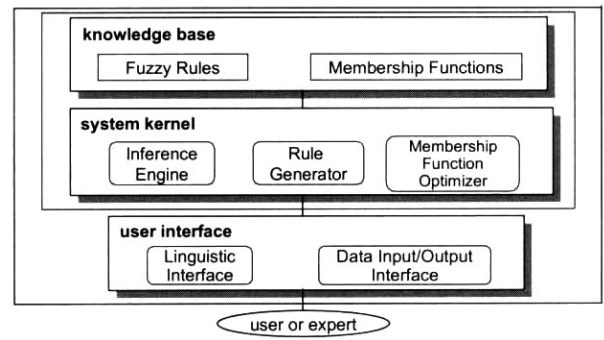 knowledge base
Fuzzy Rules
Membership Functions
system kernel
Inference
Engine
Rule
Generator
Membership
Function
Optimizer
user interface
Linguistic
Interface
Data Input/Output
Interface
user or expert